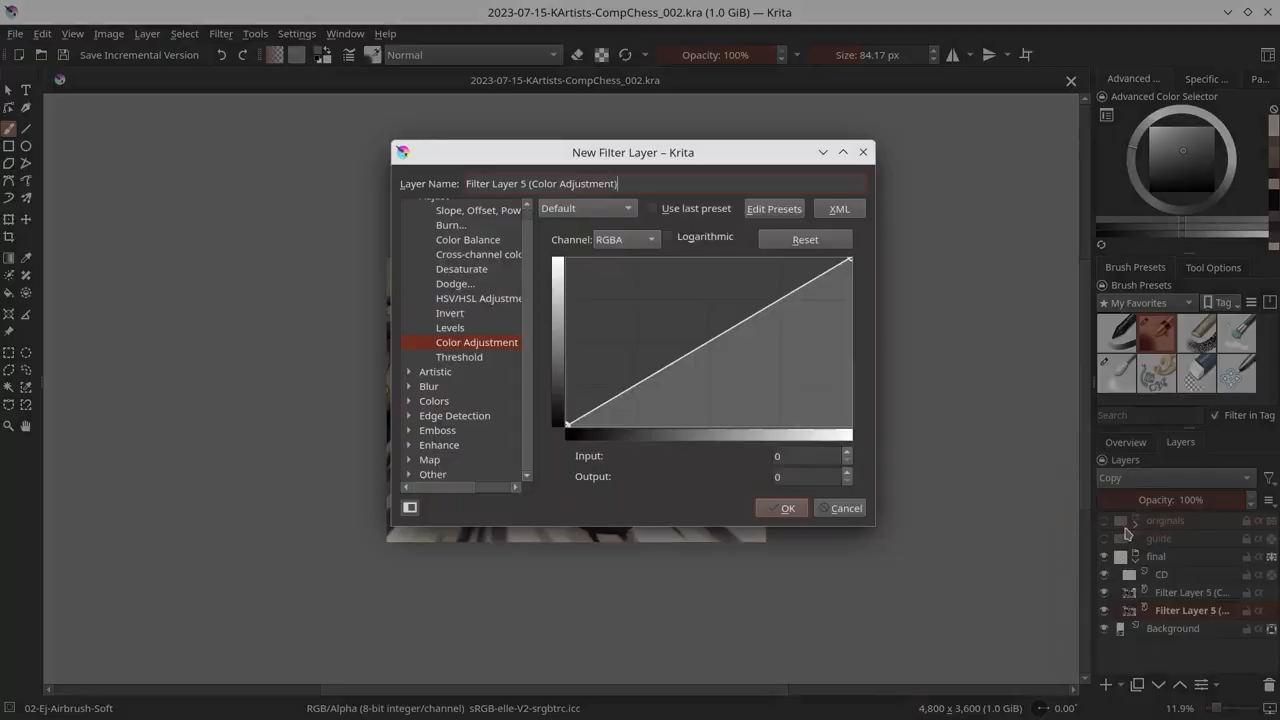 2023-07-15-KArtists-CompChess_002.kra (1.0 GiB) — Krita
File Edit View Image Layer Select Filter Tools Settings Window Help
Save Incremental Version Normal Opacity: 100% Size: 84.17 px
2023-07-15-KArtists-CompChess_002.kra
Advanced ... Specific ... Pa...
Advanced Color Selector
New Filter Layer – Krita
Layer Name: Filter Layer 5 (Color Adjustment)
Default Use last preset Edit Presets XML
Channel: RGBA Logarithmic Reset
Slope, Offset, Pow
Burn...
Color Balance
Cross-channel colo
Desaturate
Dodge...
HSV/HSL Adjustme
Invert
Levels
Color Adjustment
Threshold
Artistic
Blur
Colors
Edge Detection
Emboss
Enhance
Map
Other
Input: 0
Output: 0
OK Cancel
Brush Presets Tool Options
Brush Presets
★ My Favorites Tag
Search Filter in Tag
Overview Layers
Layers
Copy
Opacity: 100%
originals
guide
final
CD
Filter Layer 5 (C...
Filter Layer 5 (...
Background
02-Ej-Airbrush-Soft RGB/Alpha (8-bit integer/channel) sRGB-elle-V2-srgbtrc.icc 4,800 x 3,600 (1.0 GiB) 0.00° 11.9%